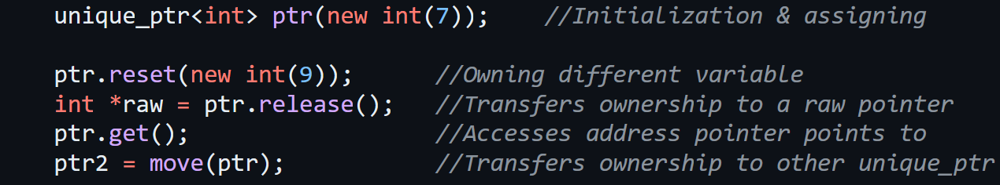 unique_ptr<int> ptr(new int(7));    //Initialization & assigning
ptr.reset(new int(9));      //Owning different variable
int *raw = ptr.release();   //Transfers ownership to a raw pointer
ptr.get();                  //Accesses address pointer points to
ptr2 = move(ptr);           //Transfers ownership to other unique_ptr